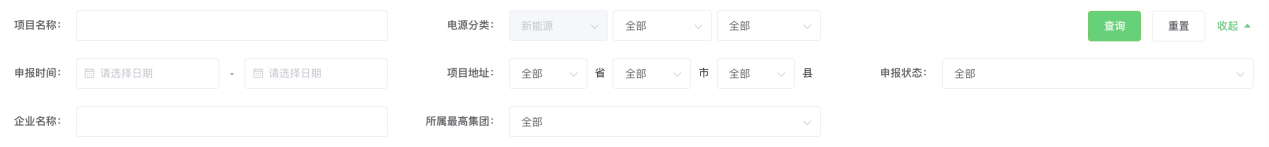 项目名称： 电源分类： 新能源 全部 全部 查询 重置 收起
申报时间： 请选择日期 - 请选择日期 项目地址： 全部 省 全部 市 全部 县 申报状态： 全部
企业名称： 所属最高集团： 全部